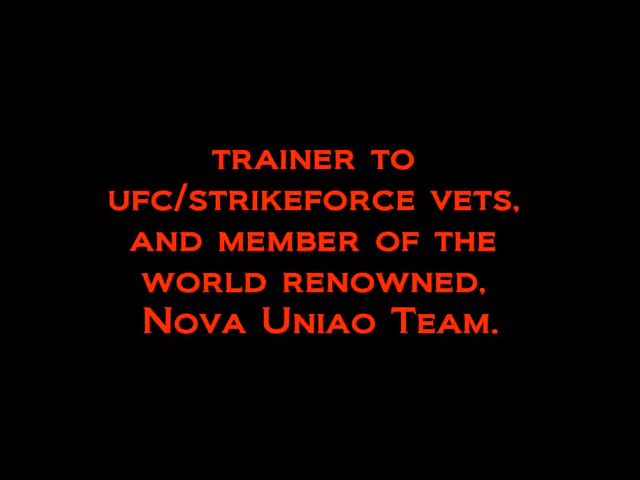 trainer to
ufc/strikeforce vets,
and member of the
world renowned,
Nova Uniao Team.